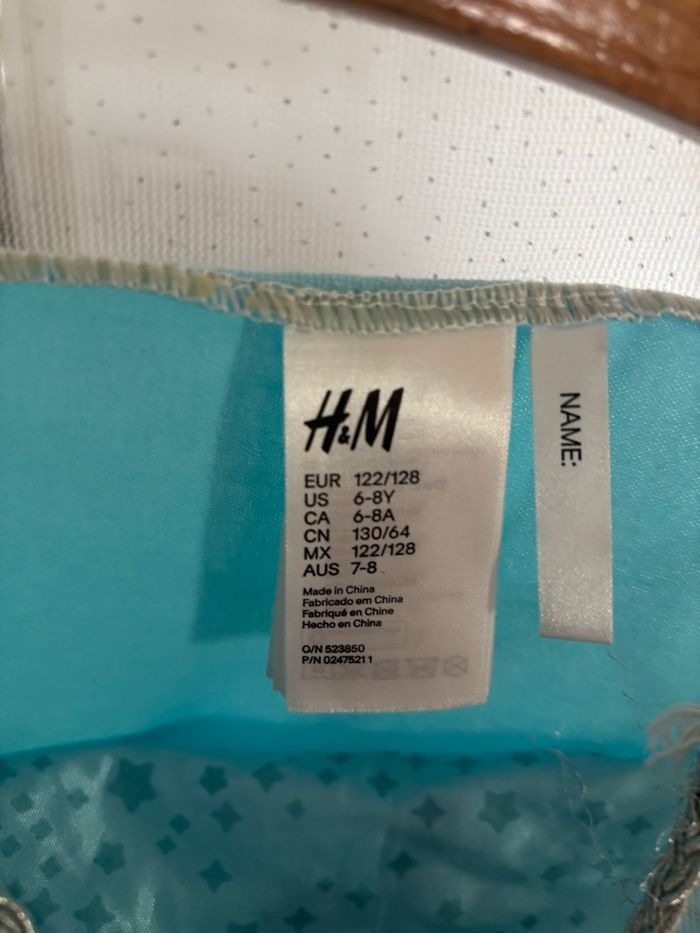 H&M
EUR 122/128
US 6-8Y
CA 6-8A
CN 130/64
MX 122/128
AUS 7-8
Made in China
Fabricado em China
Fabriqué en Chine
Hecho en China
O/N 523850
P/N 02475211
NAME: